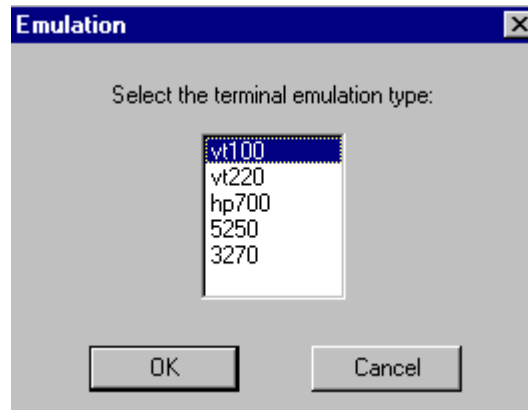 Emulation
Select the terminal emulation type:
vt100
vt220
hp700
5250
3270
OK Cancel